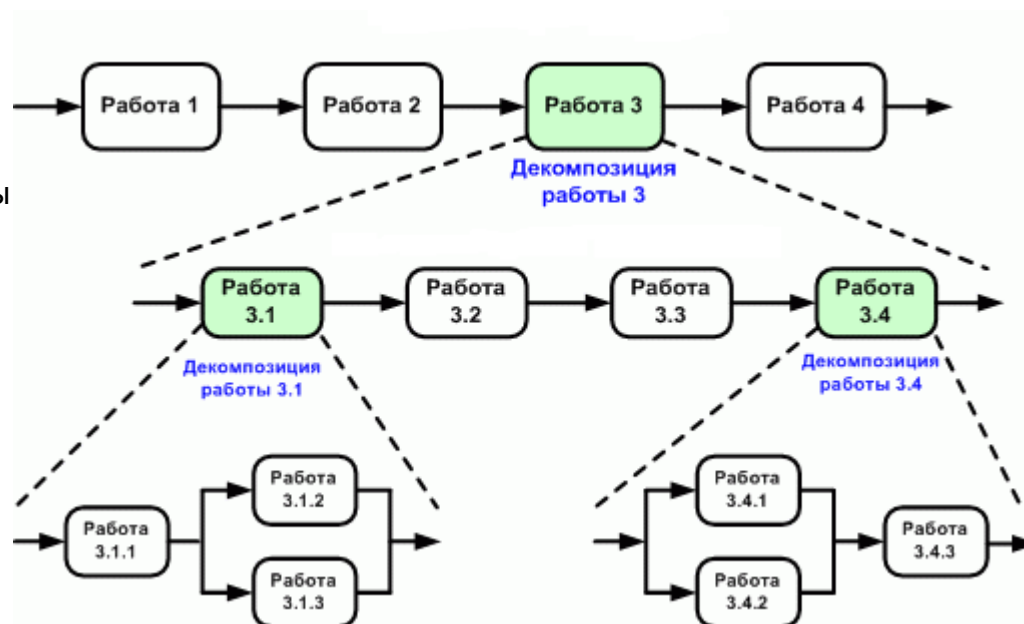 Работа 1
Работа 2
Работа 3
Работа 4
Декомпозиция
работы 3
ы
Работа
3.1
Работа
3.2
Работа
3.3
Работа
3.4
Декомпозиция
работы 3.1
Декомпозиция
работы 3.4
Работа
3.1.1
Работа
3.1.2
Работа
3.1.3
Работа
3.4.1
Работа
3.4.2
Работа
3.4.3